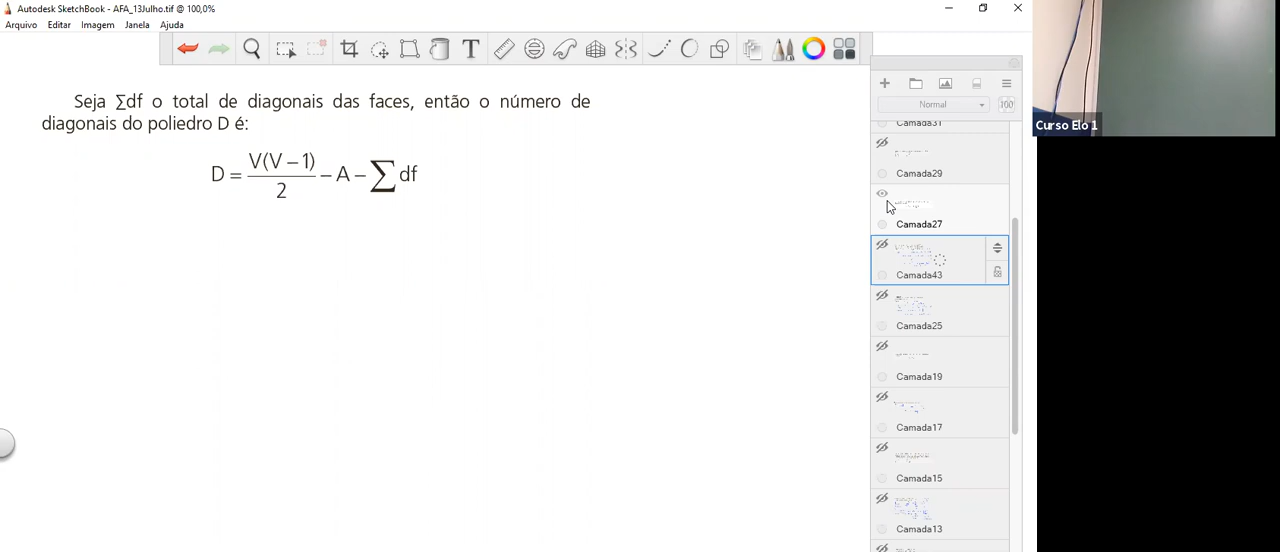 Autodesk SketchBook - AFA_13Julho.tif @ 100,0%
Arquivo Editar Imagem Janela Ajuda
Normal 100
Camada31
Camada29
Camada27
Camada43
Camada25
Camada19
Camada17
Camada15
Camada13
Seja ∑df o total de diagonais das faces, então o número de
diagonais do poliedro D é:
D = V(V – 1)/2 – A – ∑ df
Curso Elo 1